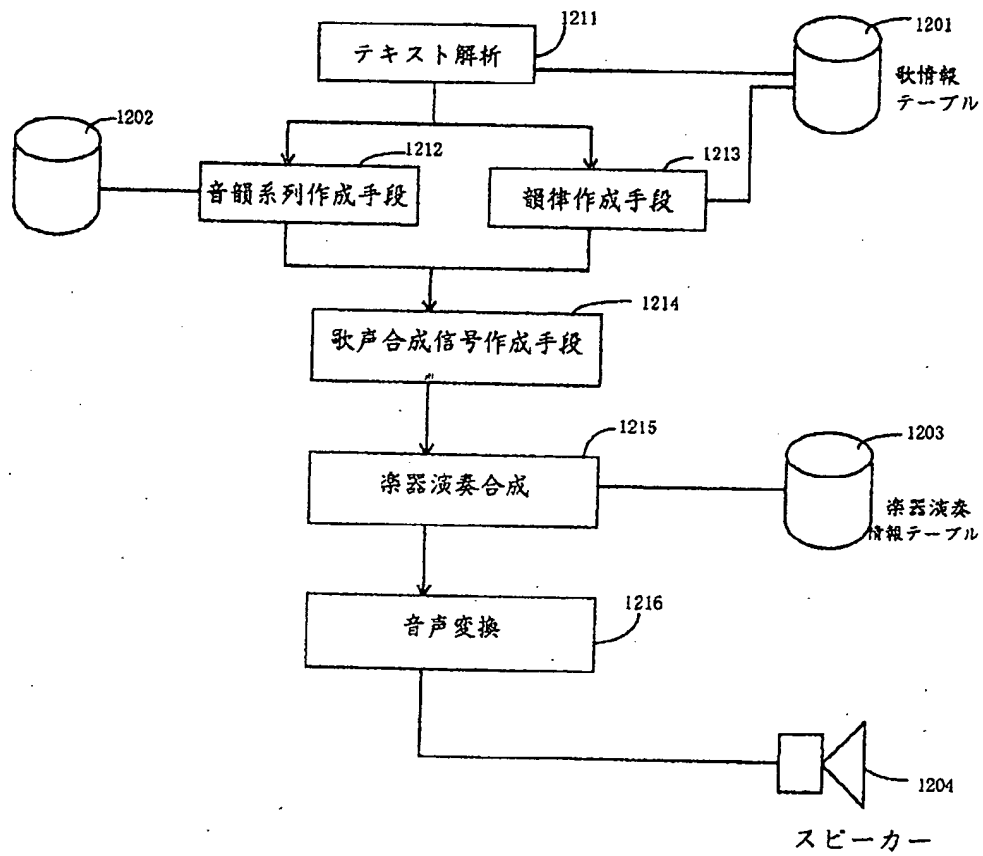 1211
テキスト解析
1201
歌情報
テーブル
1202
1212
音韻系列作成手段
1213
韻律作成手段
1214
歌声合成信号作成手段
1215
楽器演奏合成
1203
楽器演奏
情報テーブル
1216
音声変換
1204
スピーカー